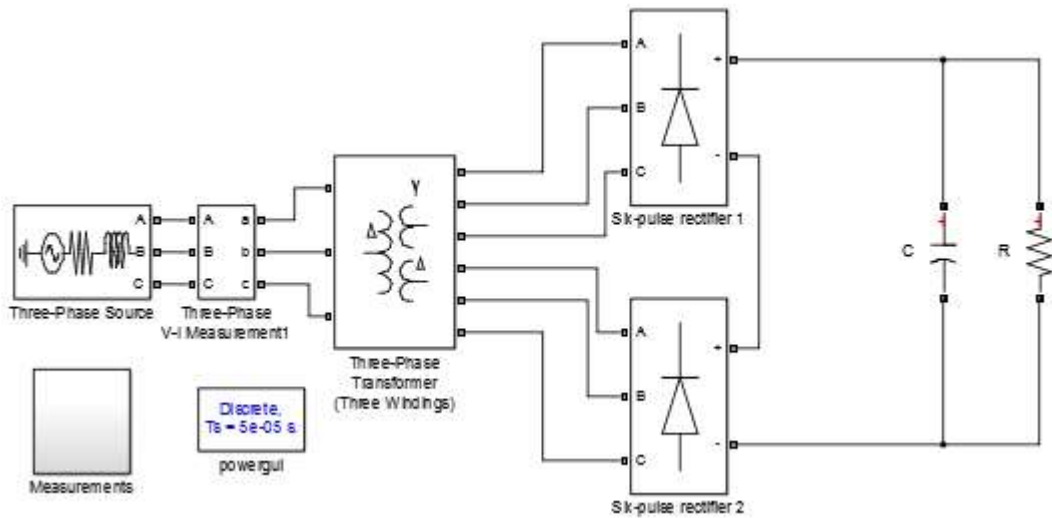 A
B
C
+
-
Six-pulse rectifier 1
Y
Δ
Δ
A
B
C
Three-Phase Source
A
B
C
a
b
c
Three-Phase
V-I Measurement1
Three-Phase
Transformer
(Three Windings)
C
R
A
B
C
+
-
Six-pulse rectifier 2
Measurements
Discrete,
Ts = 5e-05 s.
powergui